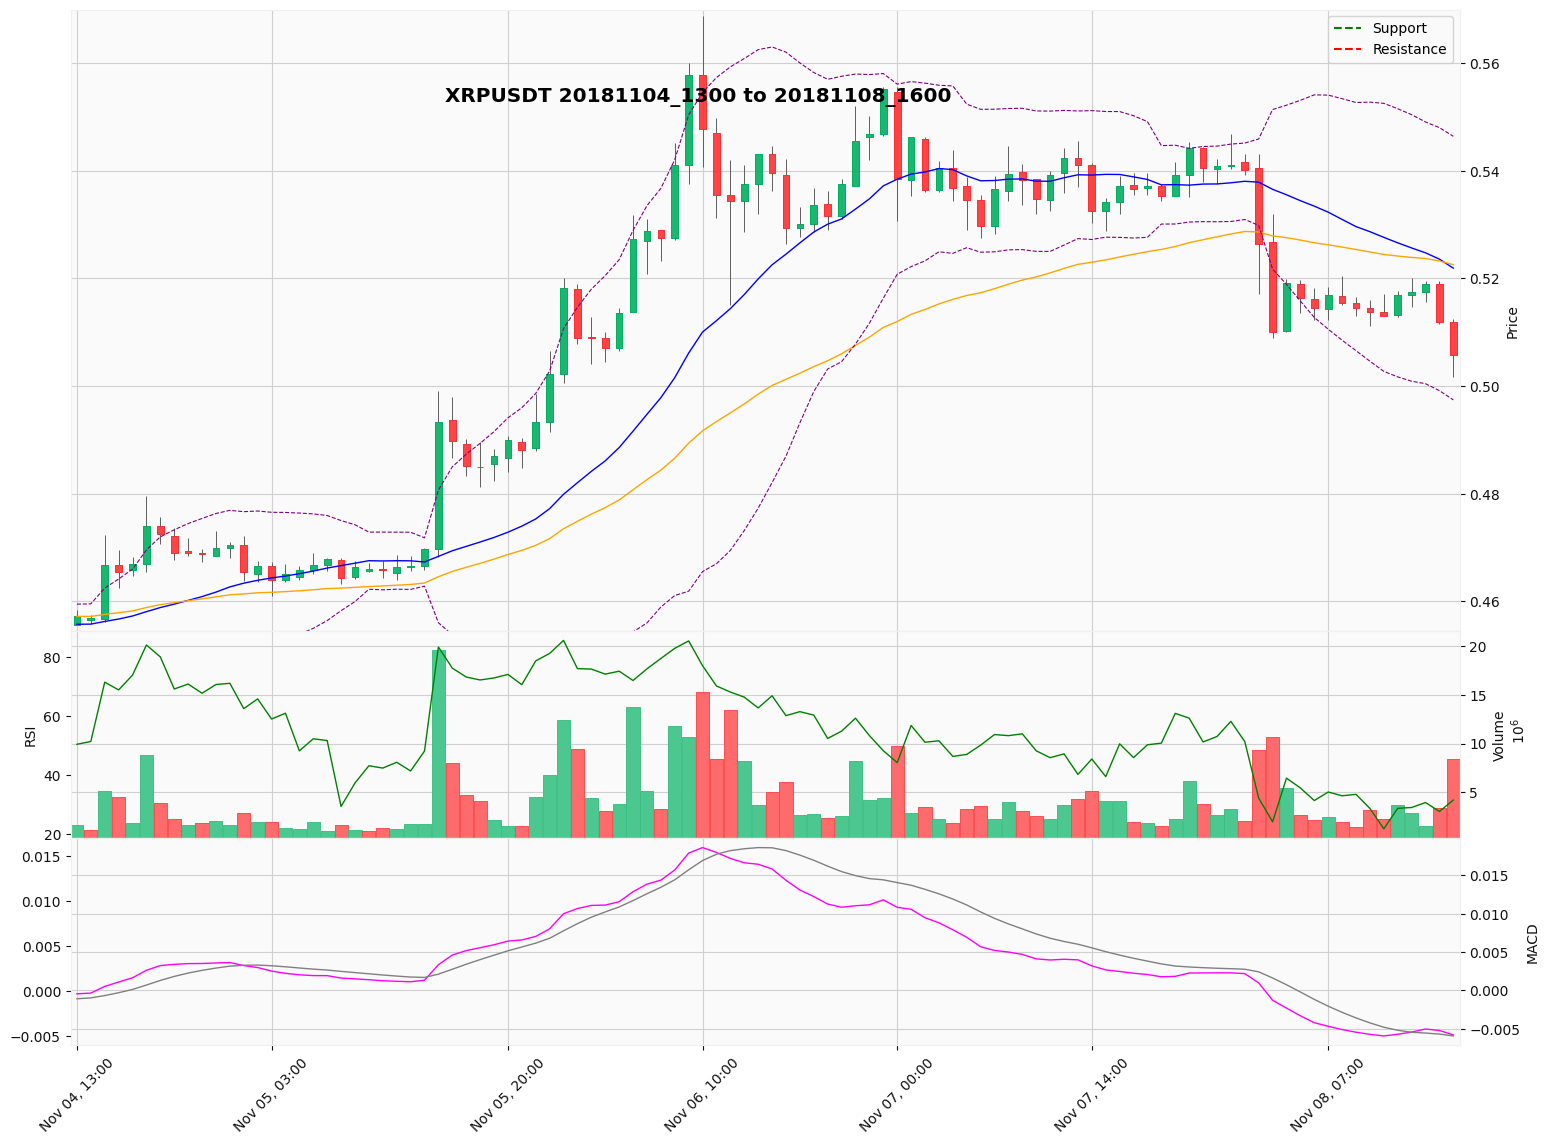 Support
Resistance
XRPUSDT 20181104_1300 to 20181108_1600
0.56
0.54
0.52
0.50
0.48
0.46
Price
80
60
40
20
RSI
20
15
10
5
Volume
10^6
0.015
0.010
0.005
0.000
−0.005
0.015
0.010
0.005
0.000
−0.005
MACD
Nov 04, 13:00
Nov 05, 03:00
Nov 05, 20:00
Nov 06, 10:00
Nov 07, 00:00
Nov 07, 14:00
Nov 08, 07:00